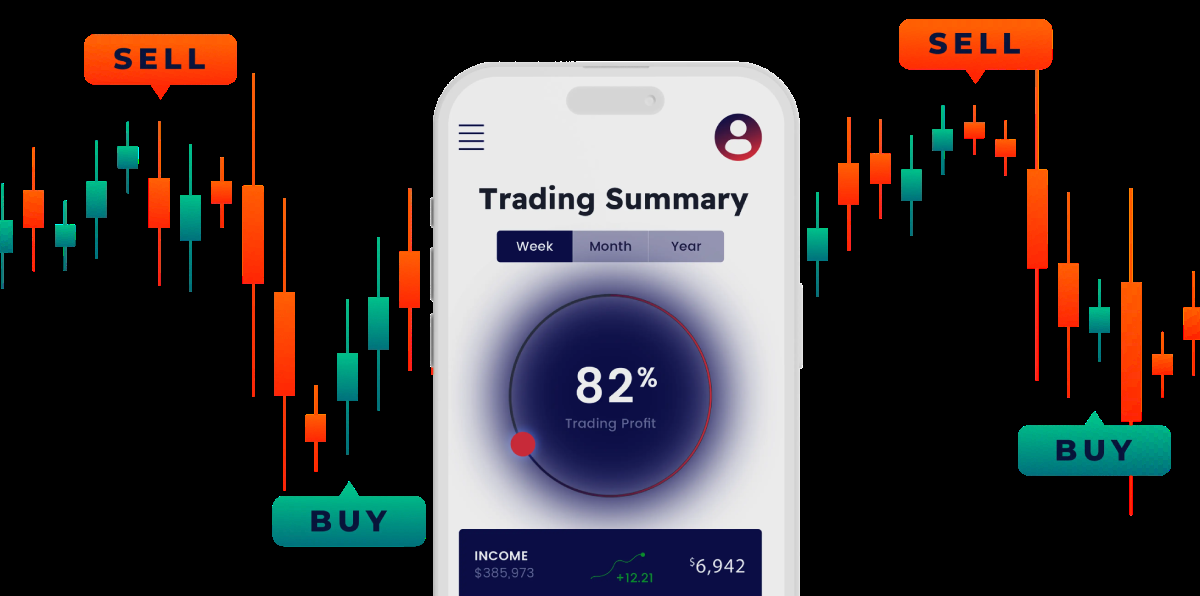 SELL
SELL
Trading Summary
Week Month Year
82%
Trading Profit
BUY
BUY
INCOME
$385,973
+12.21
$6,942